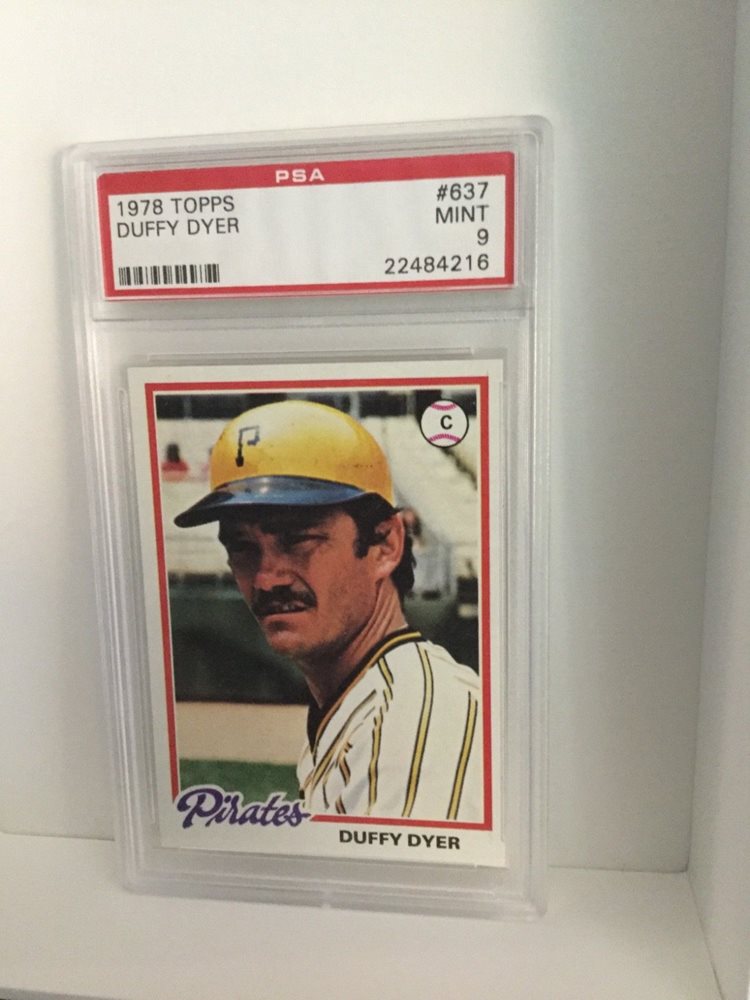 PSA
1978 TOPPS #637
DUFFY DYER MINT
9
22484216
C
P
Pirates
DUFFY DYER